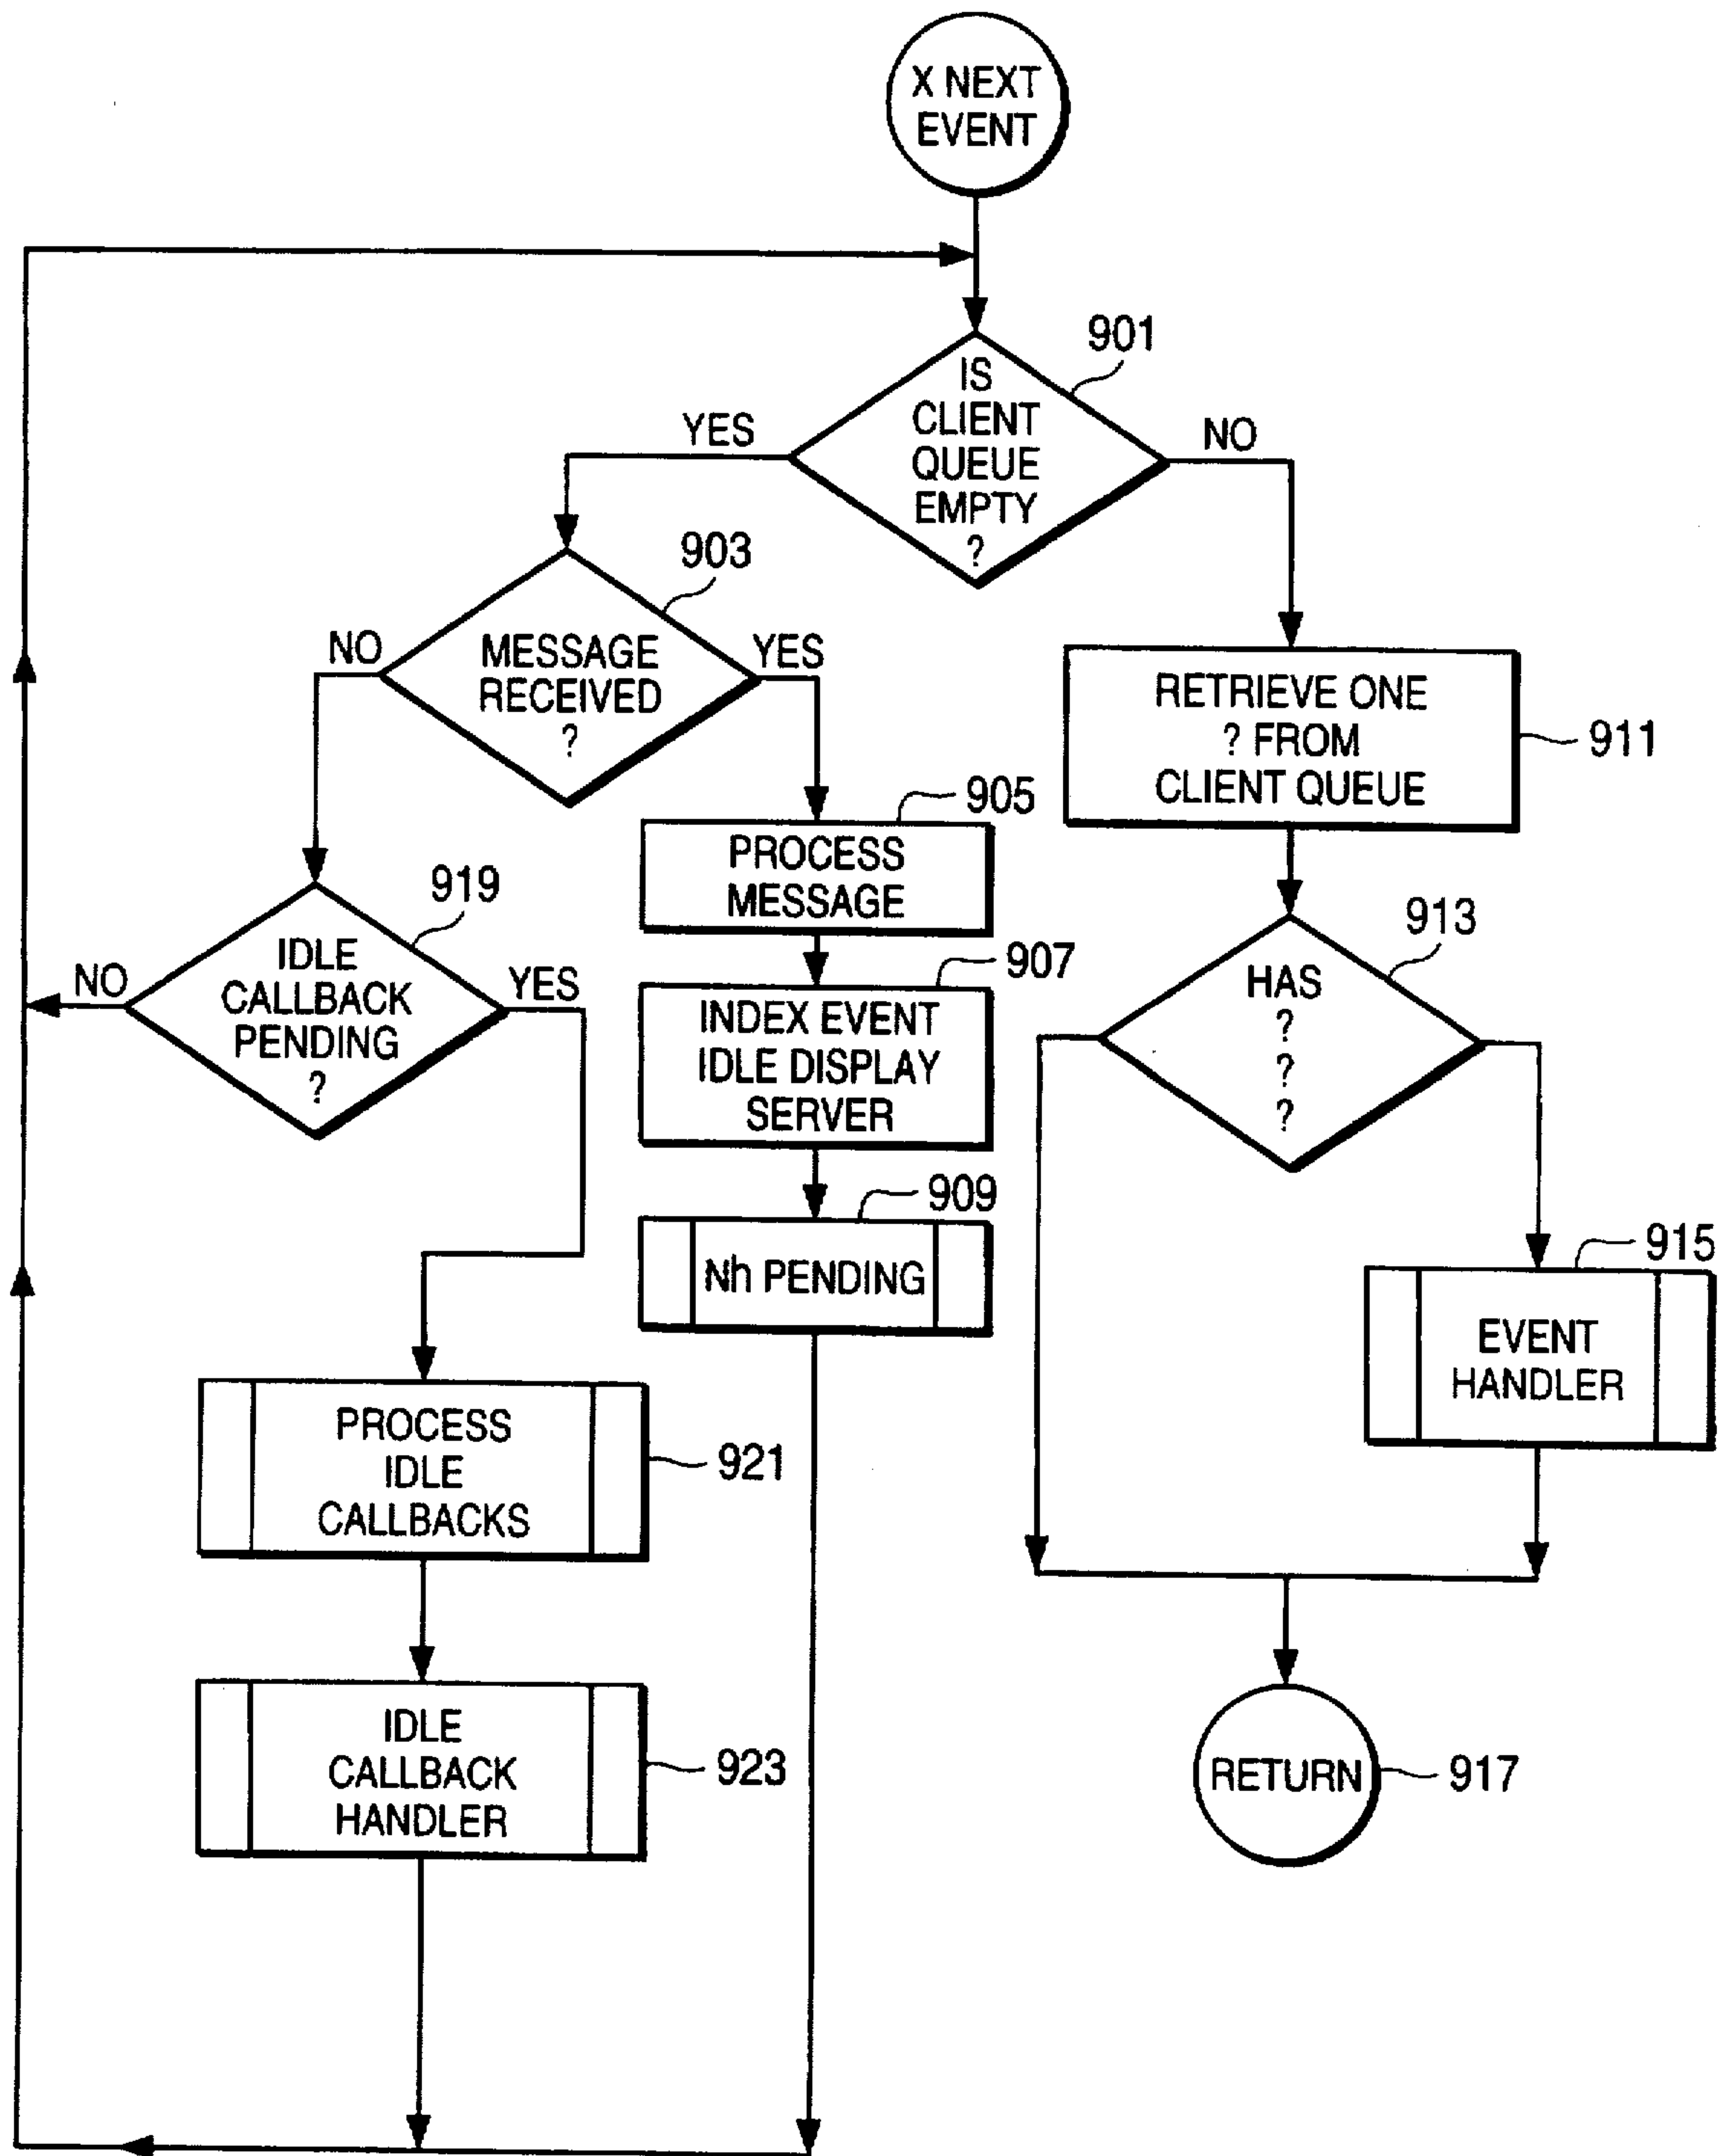 X NEXT
EVENT
901
IS
CLIENT
QUEUE
EMPTY
?
YES
NO
903
MESSAGE
RECEIVED
?
NO
YES
RETRIEVE ONE
? FROM
CLIENT QUEUE
911
905
PROCESS
MESSAGE
919
IDLE
CALLBACK
PENDING
?
NO
YES
907
INDEX EVENT
IDLE DISPLAY
SERVER
913
HAS
?
?
?
909
Nh PENDING
915
EVENT
HANDLER
PROCESS
IDLE
CALLBACKS
921
IDLE
CALLBACK
HANDLER
923
RETURN
917